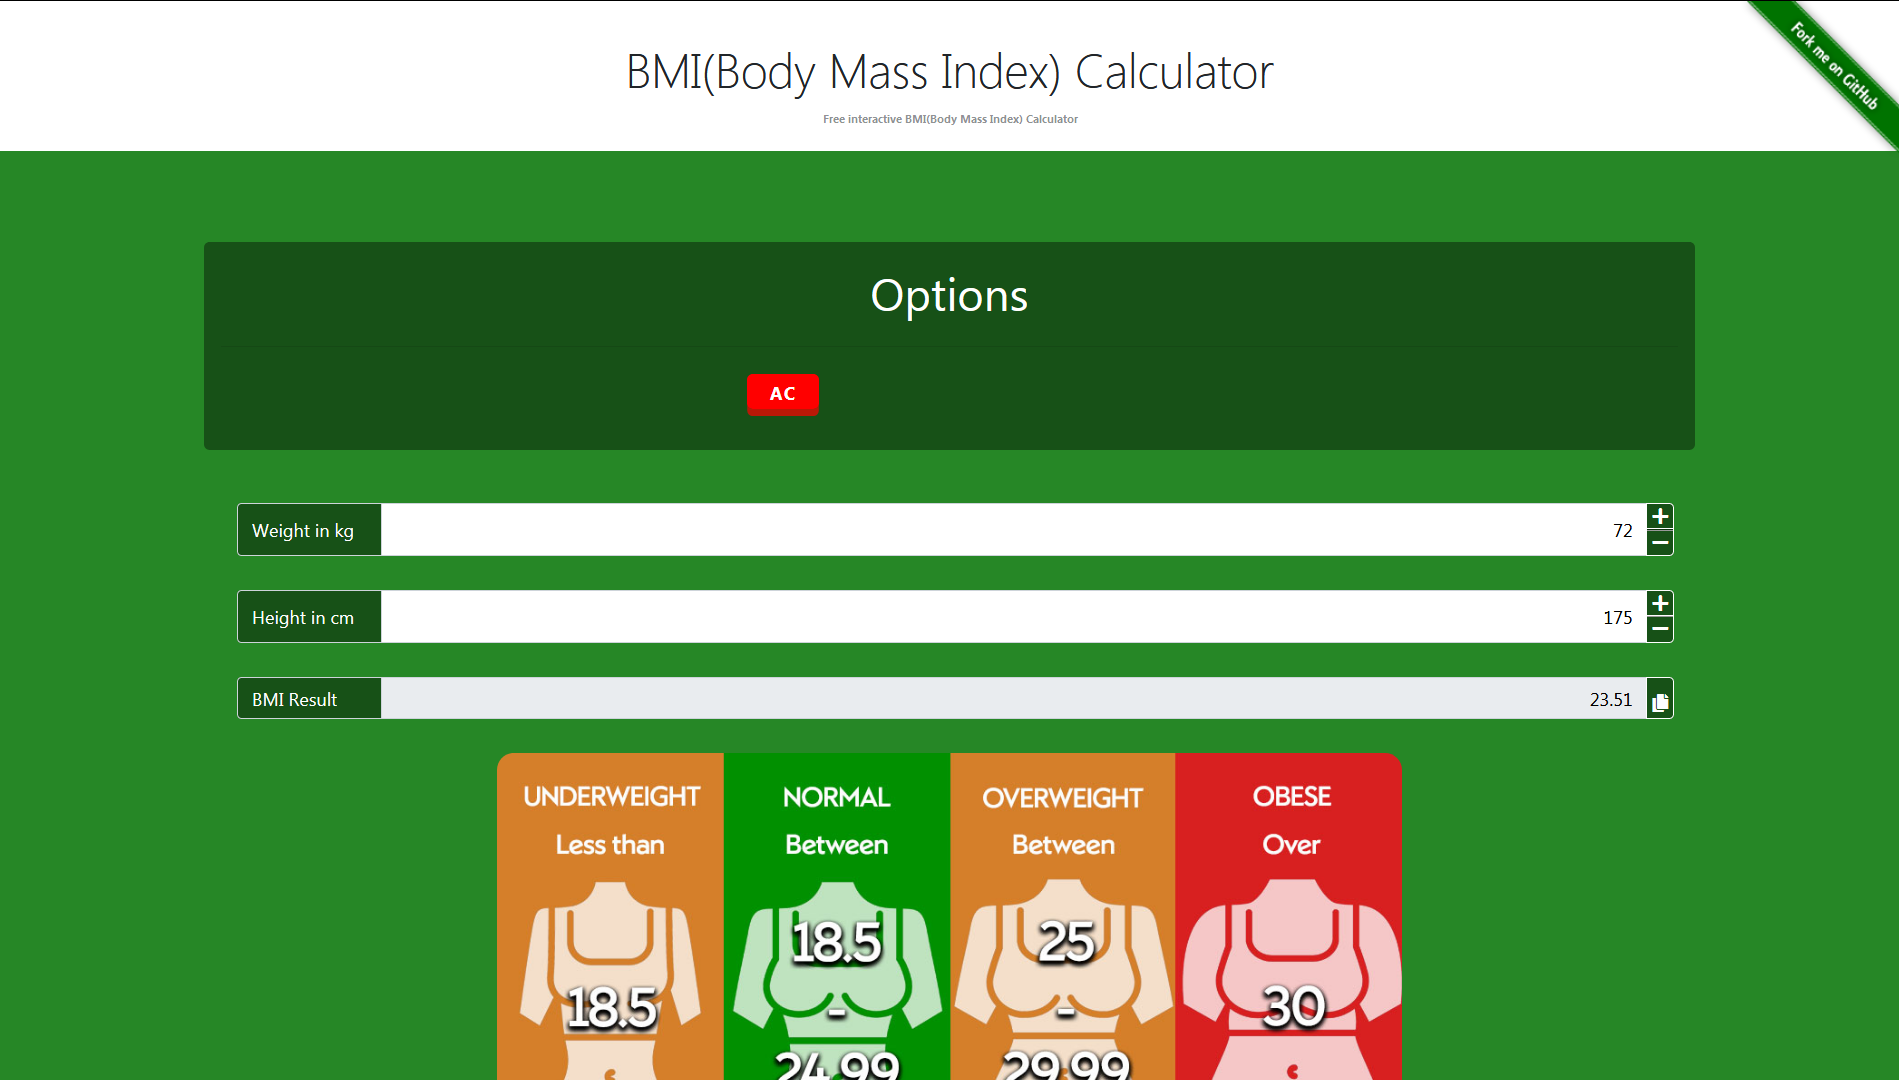 BMI(Body Mass Index) Calculator
Free interactive BMI(Body Mass Index) Calculator
Fork me on GitHub
Options
AC
Weight in kg 72
Height in cm 175
BMI Result 23.51
UNDERWEIGHT
Less than
18.5
NORMAL
Between
18.5
-
24.99
OVERWEIGHT
Between
25
-
29.99
OBESE
Over
30